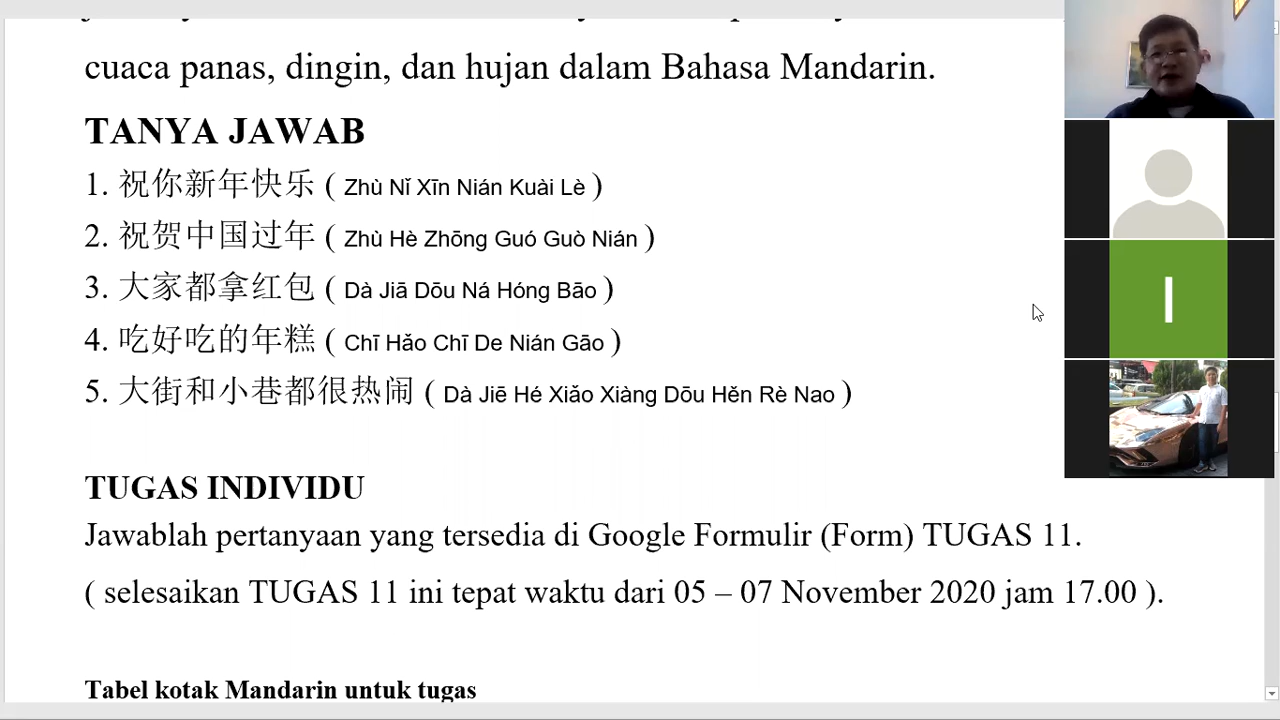 cuaca panas, dingin, dan hujan dalam Bahasa Mandarin.
TANYA JAWAB
1. 祝你新年快乐 ( Zhù Nǐ Xīn Nián Kuài Lè )
2. 祝贺中国过年 ( Zhù Hè Zhōng Guó Guò Nián )
3. 大家都拿红包 ( Dà Jiā Dōu Ná Hóng Bāo )
4. 吃好吃的年糕 ( Chī Hǎo Chī De Nián Gāo )
5. 大街和小巷都很热闹 ( Dà Jiē Hé Xiǎo Xiàng Dōu Hěn Rè Nao )
TUGAS INDIVIDU
Jawablah pertanyaan yang tersedia di Google Formulir (Form) TUGAS 11.
( selesaikan TUGAS 11 ini tepat waktu dari 05 – 07 November 2020 jam 17.00 ).
Tabel kotak Mandarin untuk tugas
I